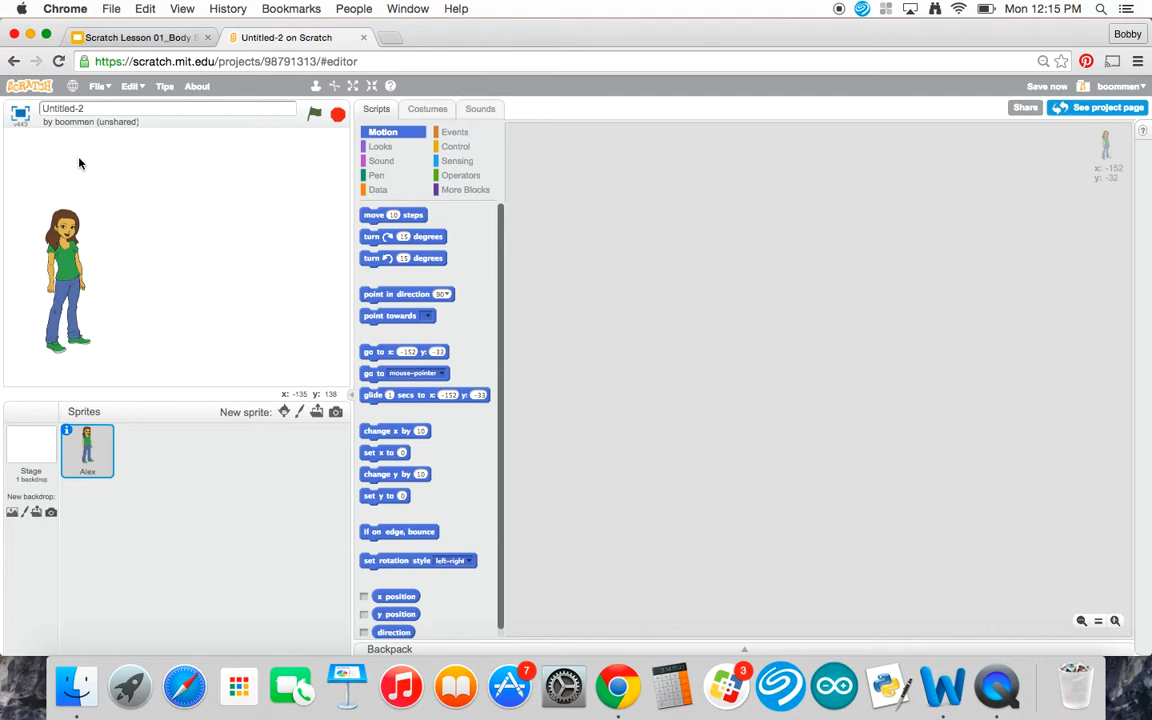 Chrome File Edit View History Bookmarks People Window Help Mon 12:15 PM
Scratch Lesson 01_Body S × Untitled-2 on Scratch × Bobby
https://scratch.mit.edu/projects/98791313/#editor
SCRATCH File▾ Edit▾ Tips About Save now boommen▾
Untitled-2
by boommen (unshared)
v443
Scripts Costumes Sounds
Share See project page
Motion Events
Looks Control
Sound Sensing
Pen Operators
Data More Blocks
x: -152
y: -32
?
move 10 steps
turn 15 degrees
turn 15 degrees
point in direction 90▾
point towards
go to x: -152 y: -33
go to mouse-pointer
glide 1 secs to x: -152 y: -33
change x by 10
set x to 0
change y by 10
set y to 0
if on edge, bounce
set rotation style left-right
x position
y position
direction
x: -135 y: 138
Sprites New sprite:
Alex
Stage
1 backdrop
New backdrop:
Backpack
7
3